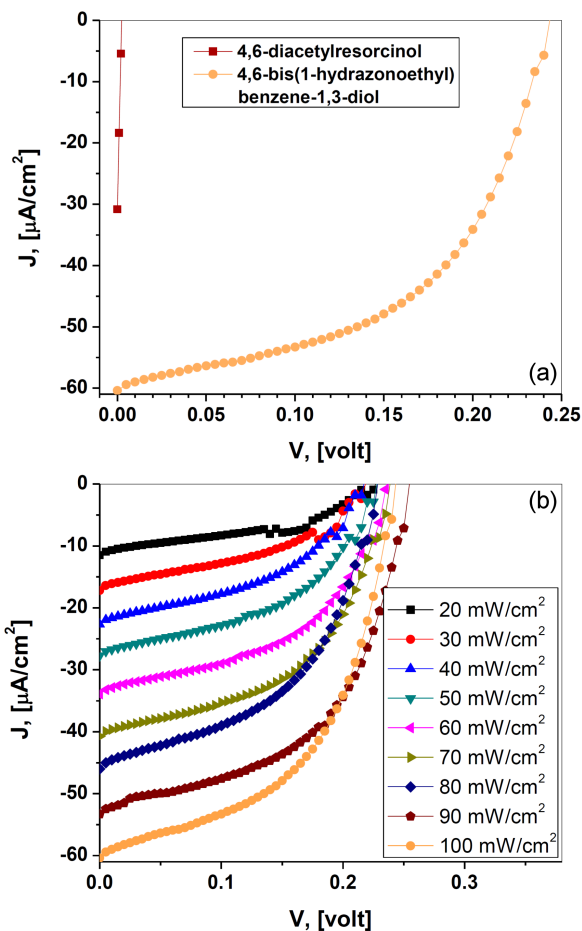 0
-10
-20
-30
-40
-50
-60
J, [μA/cm²]
4,6-diacetylresorcinol
4,6-bis(1-hydrazonoethyl)
benzene-1,3-diol
(a)
0.00 0.05 0.10 0.15 0.20 0.25
V, [volt]
0
-10
-20
-30
-40
-50
-60
J, [μA/cm²]
(b)
20 mW/cm²
30 mW/cm²
40 mW/cm²
50 mW/cm²
60 mW/cm²
70 mW/cm²
80 mW/cm²
90 mW/cm²
100 mW/cm²
0.0 0.1 0.2 0.3
V, [volt]